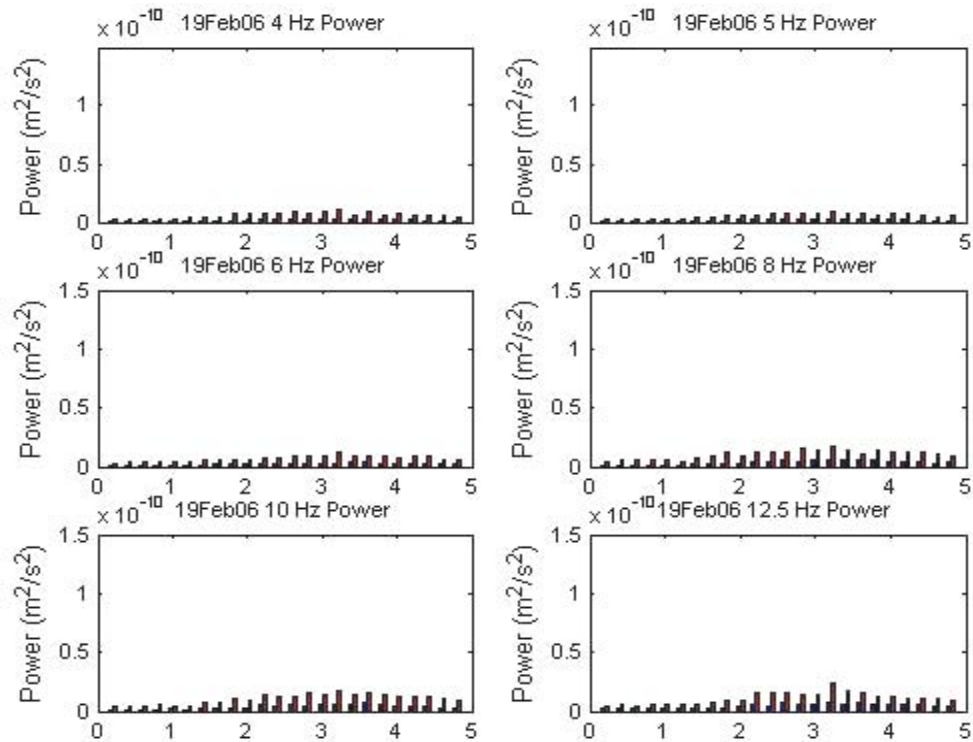 x 10^-10 19Feb06 4 Hz Power
Power (m^2/s^2)
1
0.5
0
0 1 2 3 4 5
x 10^-10 19Feb06 5 Hz Power
Power (m^2/s^2)
1
0.5
0
0 1 2 3 4 5
x 10^-10 19Feb06 6 Hz Power
Power (m^2/s^2)
1.5
1
0.5
0
0 1 2 3 4 5
x 10^-10 19Feb06 8 Hz Power
Power (m^2/s^2)
1.5
1
0.5
0
0 1 2 3 4 5
x 10^-10 19Feb06 10 Hz Power
Power (m^2/s^2)
1.5
1
0.5
0
0 1 2 3 4 5
x 10^-10 19Feb06 12.5 Hz Power
Power (m^2/s^2)
1.5
1
0.5
0
0 1 2 3 4 5